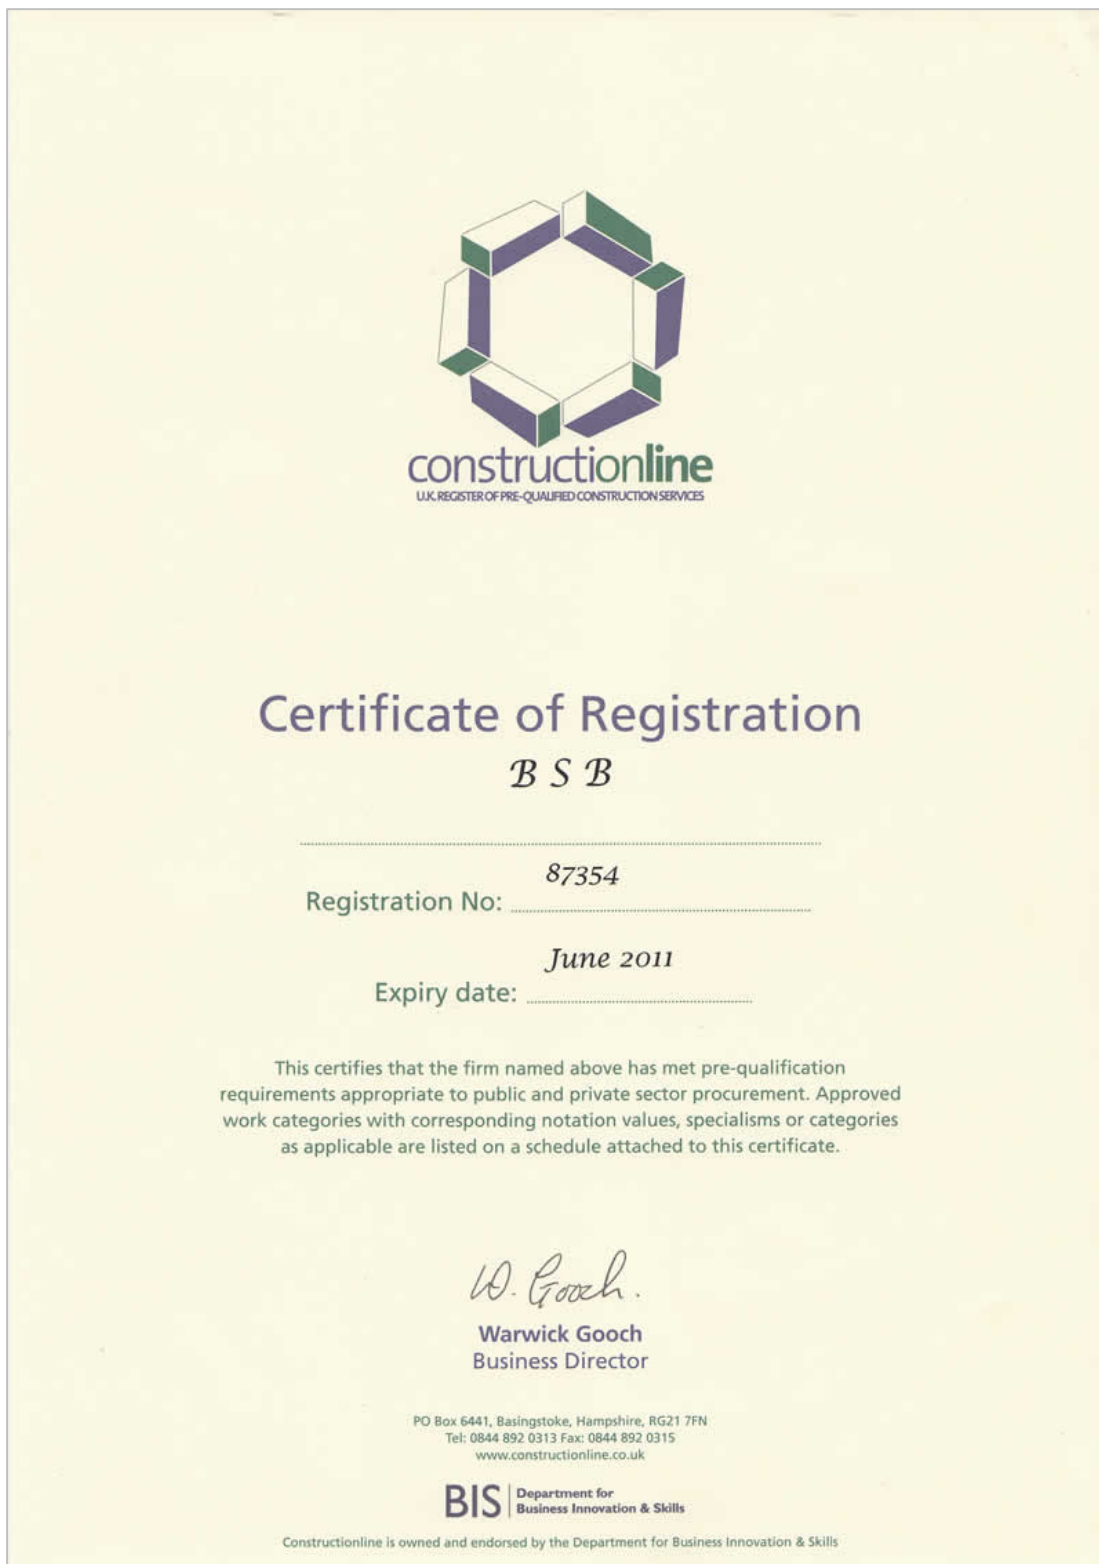 constructionline
U.K. REGISTER OF PRE-QUALIFIED CONSTRUCTION SERVICES
Certificate of Registration
B S B
87354
Registration No:
June 2011
Expiry date:
This certifies that the firm named above has met pre-qualification
requirements appropriate to public and private sector procurement. Approved
work categories with corresponding notation values, specialisms or categories
as applicable are listed on a schedule attached to this certificate.
W. Gooch.
Warwick Gooch
Business Director
PO Box 6441, Basingstoke, Hampshire, RG21 7FN
Tel: 0844 892 0313 Fax: 0844 892 0315
www.constructionline.co.uk
BIS Department for
Business Innovation & Skills
Constructionline is owned and endorsed by the Department for Business Innovation & Skills